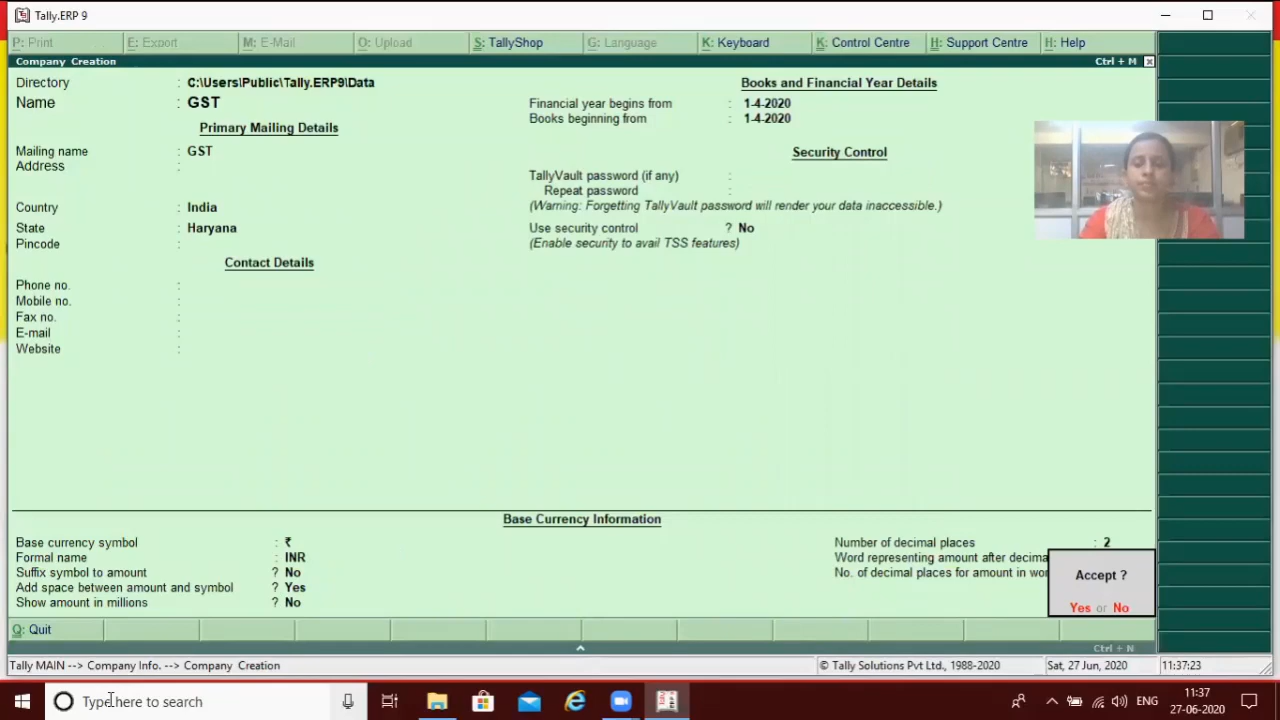 Tally.ERP 9
P: Print E: Export M: E-Mail O: Upload S: TallyShop G: Language K: Keyboard K: Control Centre H: Support Centre H: Help
Company Creation Ctrl + M
Directory : C:\Users\Public\Tally.ERP9\Data
Name : GST
Primary Mailing Details
Mailing name : GST
Address :
Country : India
State : Haryana
Pincode :
Contact Details
Phone no. :
Mobile no. :
Fax no. :
E-mail :
Website :
Books and Financial Year Details
Financial year begins from : 1-4-2020
Books beginning from : 1-4-2020
Security Control
TallyVault password (if any) :
Repeat password :
(Warning: Forgetting TallyVault password will render your data inaccessible.)
Use security control ? No
(Enable security to avail TSS features)
Base Currency Information
Base currency symbol : ₹
Formal name : INR
Suffix symbol to amount ? No
Add space between amount and symbol ? Yes
Show amount in millions ? No
Number of decimal places : 2
Word representing amount after decima
No. of decimal places for amount in wor
Accept ?
Yes or No
Q: Quit
Ctrl + N
Tally MAIN --> Company Info. --> Company Creation © Tally Solutions Pvt Ltd., 1988-2020 Sat, 27 Jun, 2020 11:37:23
Type here to search
ENG
11:37
27-06-2020